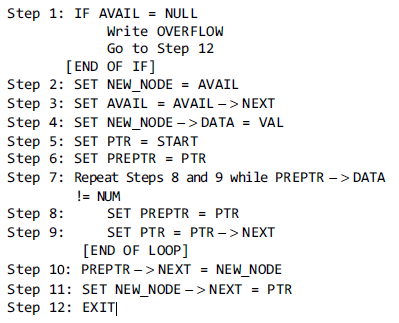 Step 1: IF AVAIL = NULL
Write OVERFLOW
Go to Step 12
[END OF IF]
Step 2: SET NEW_NODE = AVAIL
Step 3: SET AVAIL = AVAIL->NEXT
Step 4: SET NEW_NODE->DATA = VAL
Step 5: SET PTR = START
Step 6: SET PREPTR = PTR
Step 7: Repeat Steps 8 and 9 while PREPTR->DATA
!= NUM
Step 8: SET PREPTR = PTR
Step 9: SET PTR = PTR->NEXT
[END OF LOOP]
Step 10: PREPTR->NEXT = NEW_NODE
Step 11: SET NEW_NODE->NEXT = PTR
Step 12: EXIT